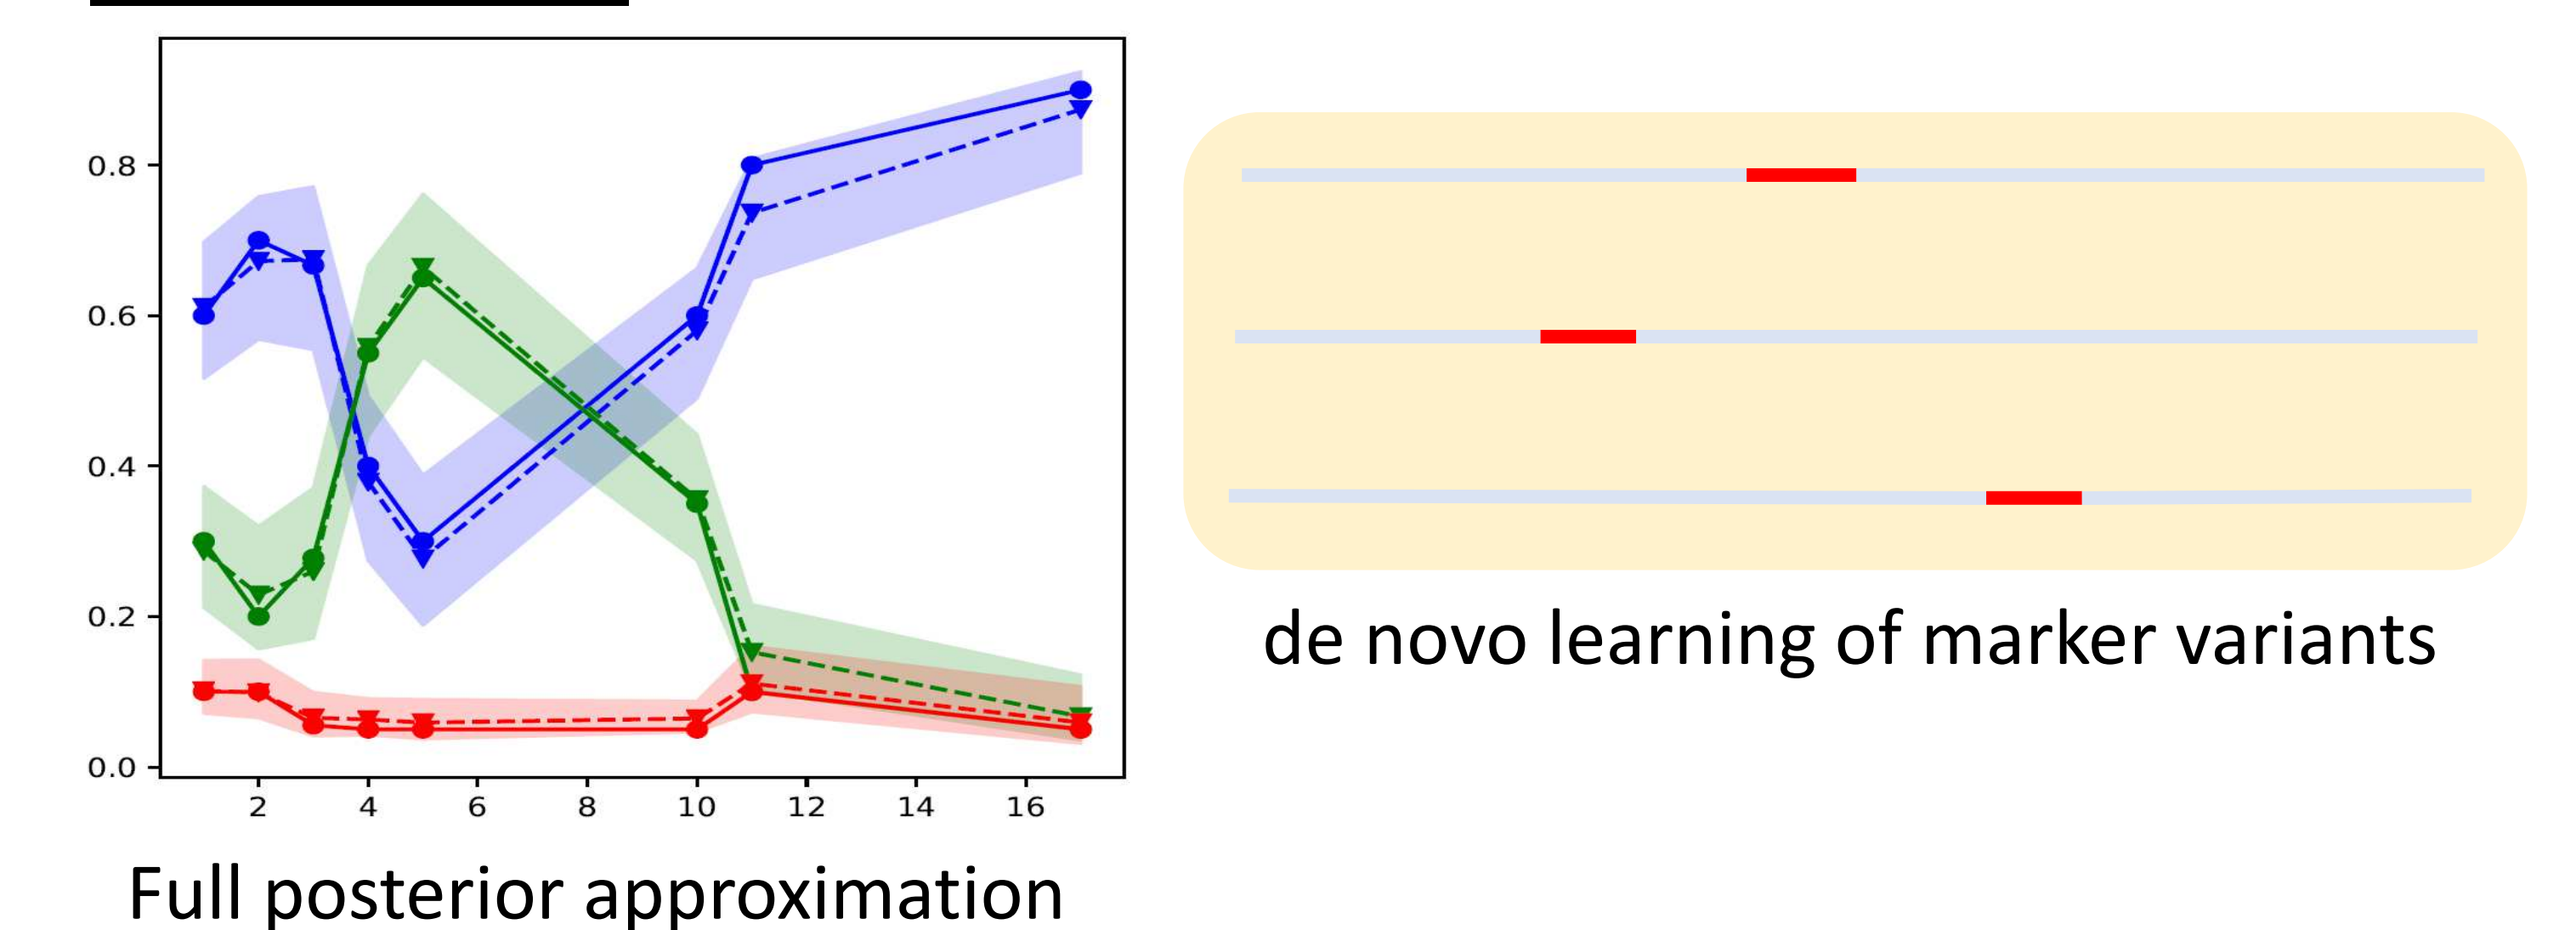 0.8
0.6
0.4
0.2
0.0
2 4 6 8 10 12 14 16
Full posterior approximation
de novo learning of marker variants